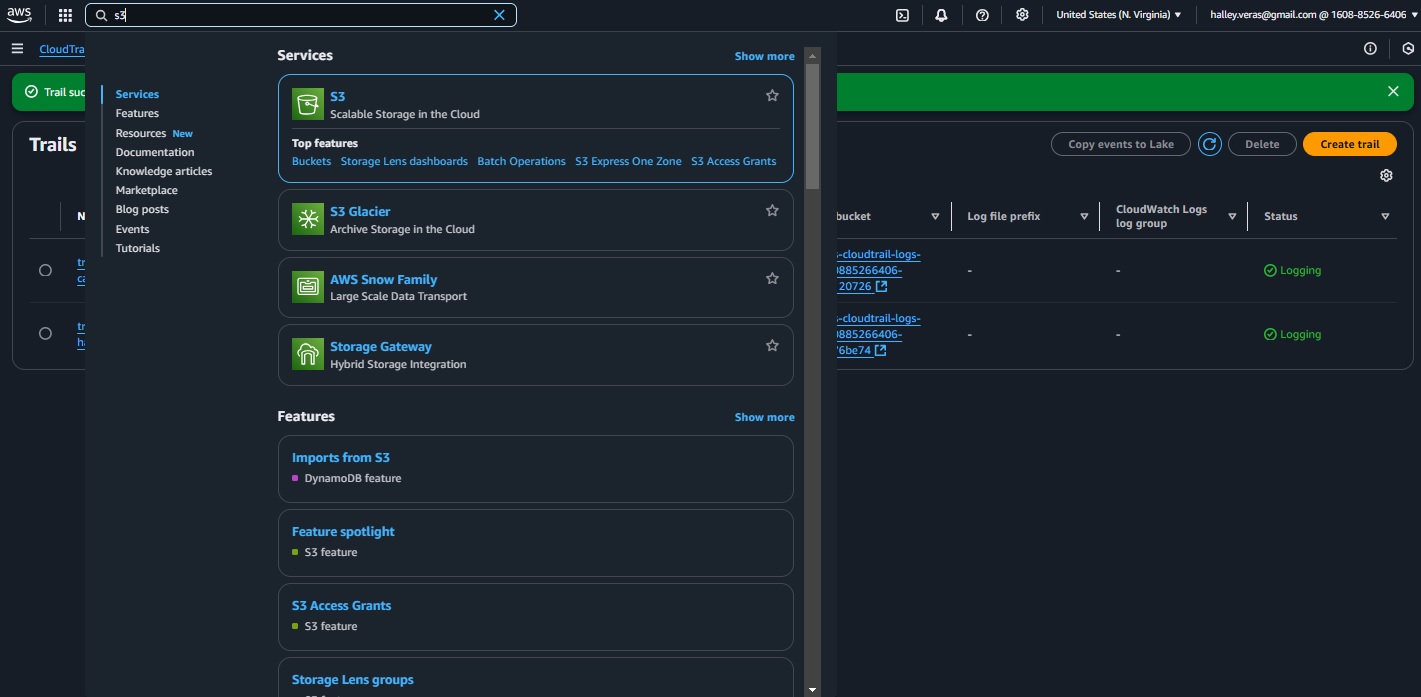 aws
s3
United States (N. Virginia)
halley.veras@gmail.com @ 1608-8526-6406
CloudTra
Trail suc
Trails
Copy events to Lake
Delete
Create trail
N
bucket
Log file prefix
CloudWatch Logs
log group
Status
-cloudtrail-logs-
0885266406-
20726
-
-
Logging
tr
ca
-cloudtrail-logs-
0885266406-
6be74
-
-
Logging
tr
ha
Services
Features
Resources New
Documentation
Knowledge articles
Marketplace
Blog posts
Events
Tutorials
Services
Show more
S3
Scalable Storage in the Cloud
Top features
Buckets Storage Lens dashboards Batch Operations S3 Express One Zone S3 Access Grants
S3 Glacier
Archive Storage in the Cloud
AWS Snow Family
Large Scale Data Transport
Storage Gateway
Hybrid Storage Integration
Features
Show more
Imports from S3
DynamoDB feature
Feature spotlight
S3 feature
S3 Access Grants
S3 feature
Storage Lens groups